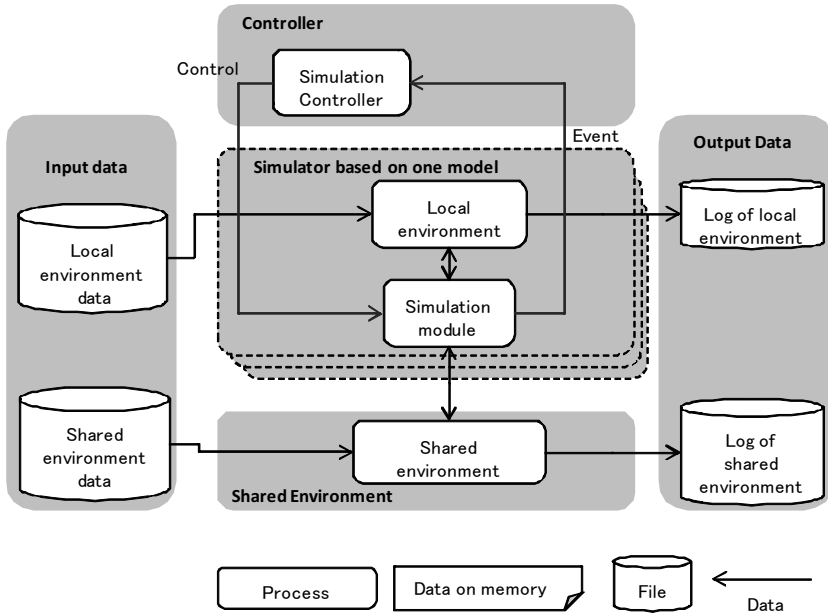 Controller
Control
Simulation
Controller
Event
Input data
Simulator based on one model
Output Data
Local
environment
data
Local
environment
Log of local
environment
Simulation
module
Shared
environment
data
Shared
environment
Log of
shared
environment
Shared Environment
Process
Data on memory
File
Data